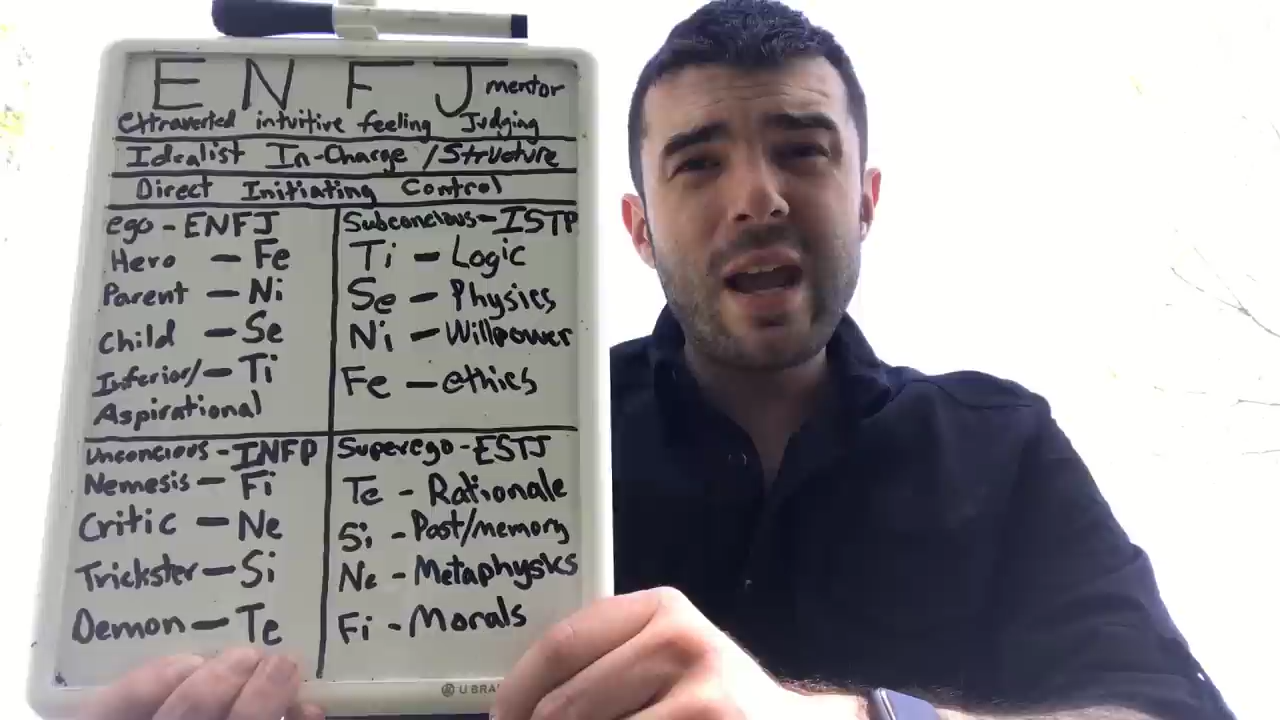 E N F J mentor
extraverted intuitive feeling Judging
Idealist In-Charge / Structure
Direct Initiating Control
ego - ENFJ
Hero - Fe
Parent - Ni
Child - Se
Inferior/ - Ti
Aspirational
Subconcious - ISTP
Ti - Logic
Se - Physics
Ni - Willpower
Fe - ethics
Unconcious - INFP
Nemesis - Fi
Critic - Ne
Trickster - Si
Demon - Te
Superego - ESTJ
Te - Rationale
Si - Past/memory
Ne - Metaphysics
Fi - Morals
U BRA